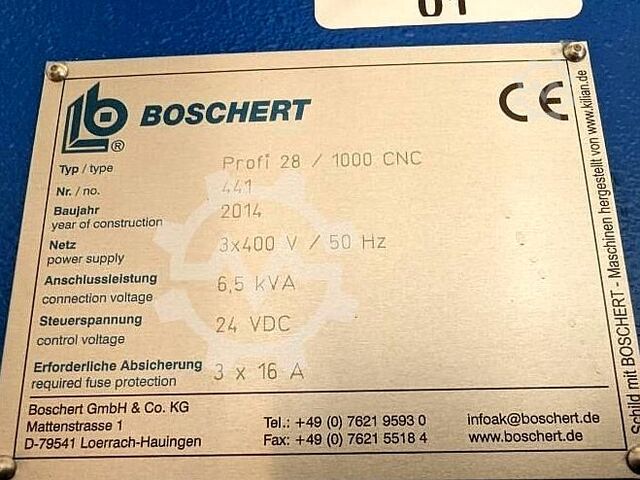 01
BOSCHERT
®
CE
Typ / type Profi 28 / 1000 CNC
Nr. / no. 441
Baujahr 2014
year of construction
Netz 3x400 V / 50 Hz
power supply
Anschlussleistung 6,5 kVA
connection voltage
Steuerspannung 24 VDC
control voltage
Erforderliche Absicherung 3 x 16 A
required fuse protection
Boschert GmbH & Co. KG
Mattenstrasse 1 Tel.: +49 (0) 7621 9593 0 infoak@boschert.de
D-79541 Loerrach-Hauingen Fax: +49 (0) 7621 5518 4 www.boschert.de
Schild mit BOSCHERT - Maschinen hergestellt von www.kilian.de